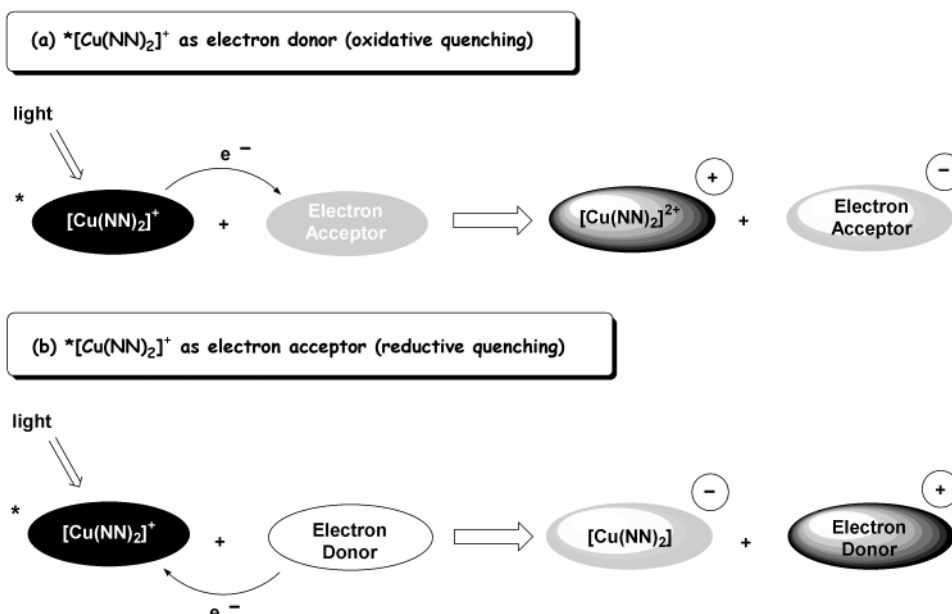 (a) *[Cu(NN)₂]⁺ as electron donor (oxidative quenching)
light
e⁻
* [Cu(NN)₂]⁺ + Electron Acceptor [Cu(NN)₂]²⁺ + + Electron Acceptor −
(b) *[Cu(NN)₂]⁺ as electron acceptor (reductive quenching)
light
* [Cu(NN)₂]⁺ + Electron Donor [Cu(NN)₂] − + Electron Donor +
e⁻